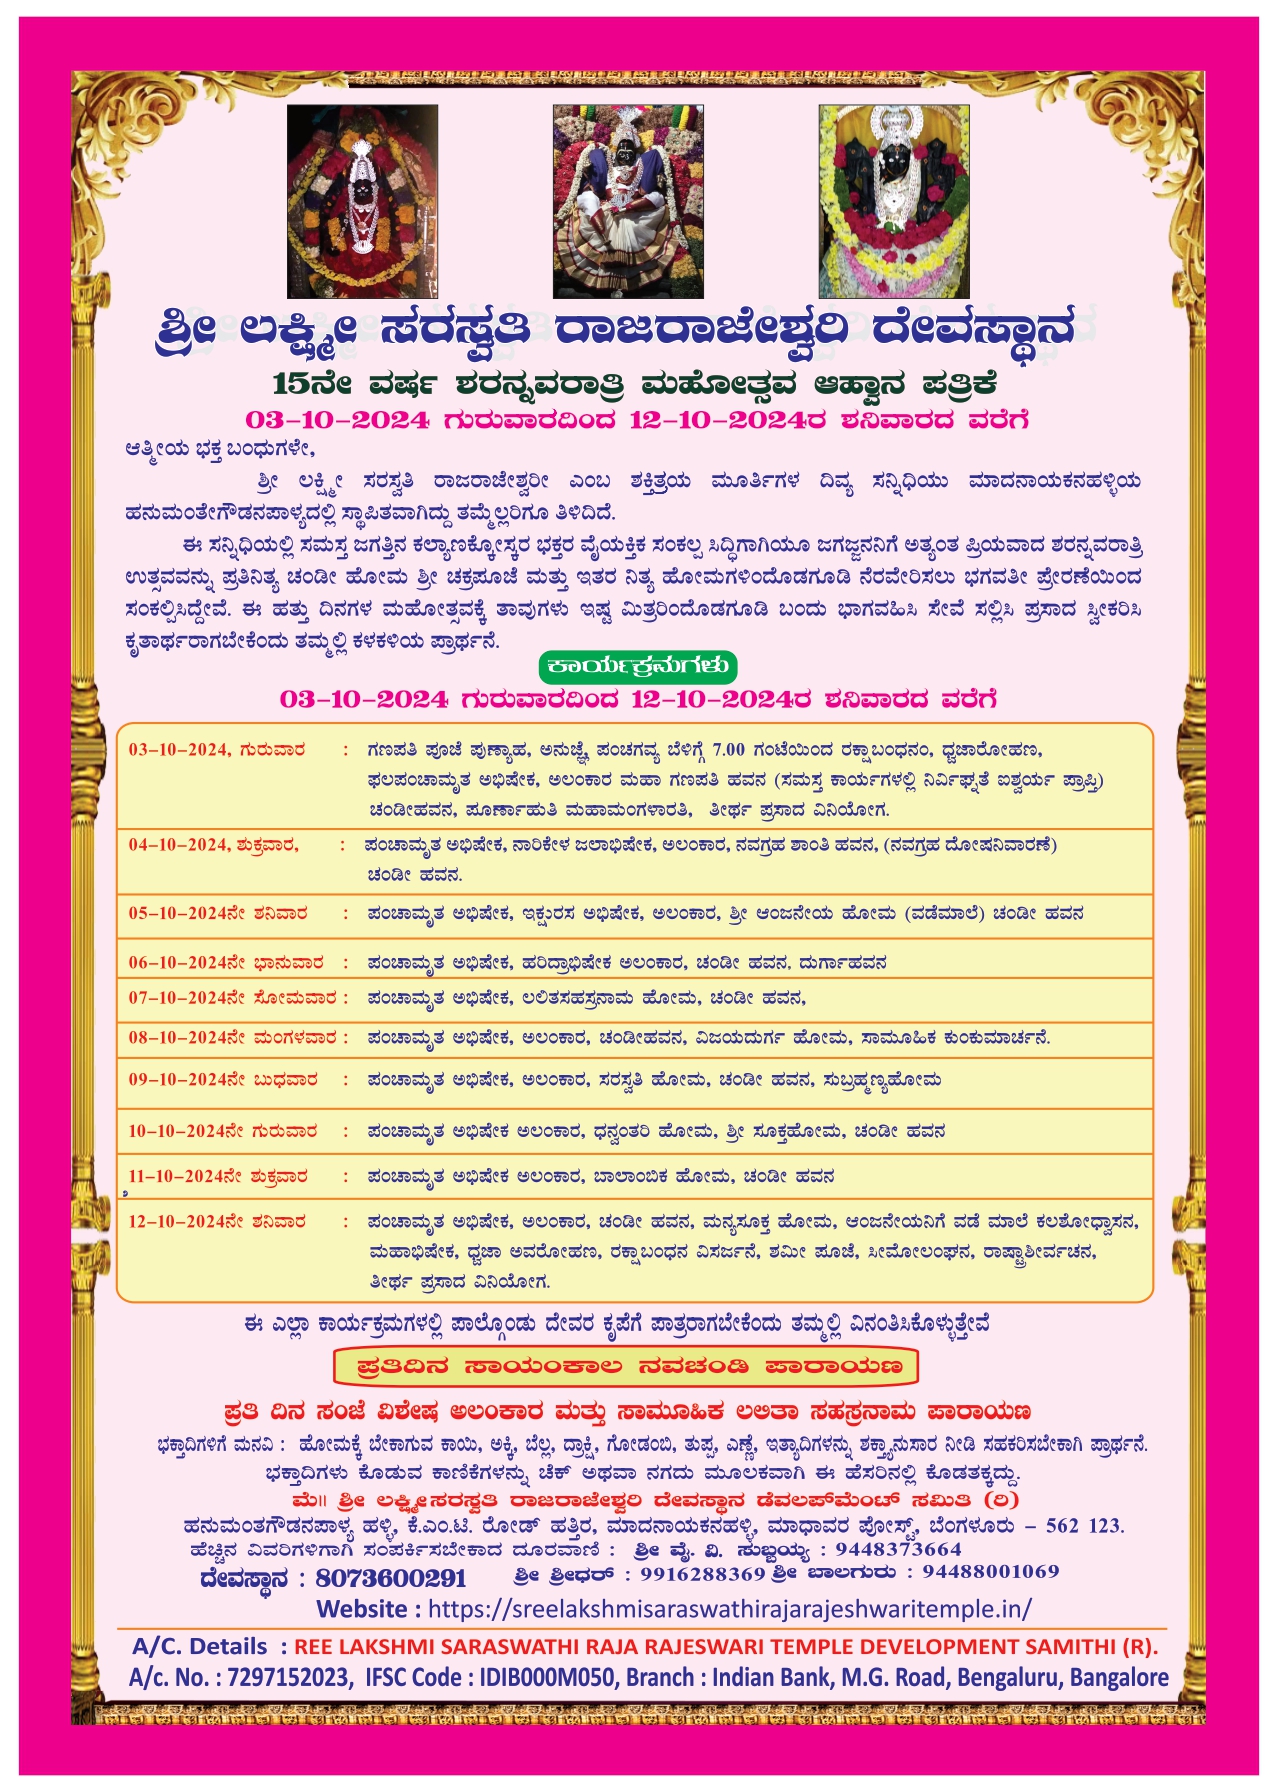 ಶ್ರೀ ಲಕ್ಷ್ಮೀ ಸರಸ್ವತಿ ರಾಜರಾಜೇಶ್ವರಿ ದೇವಸ್ಥಾನ
15ನೇ ವರ್ಷ ಶರನ್ನವರಾತ್ರಿ ಮಹೋತ್ಸವ ಆಹ್ವಾನ ಪತ್ರಿಕೆ
03-10-2024 ಗುರುವಾರದಿಂದ 12-10-2024ರ ಶನಿವಾರದ ವರೆಗೆ
ಆತ್ಮೀಯ ಭಕ್ತ ಬಂಧುಗಳೇ,
ಶ್ರೀ ಲಕ್ಷ್ಮೀ ಸರಸ್ವತಿ ರಾಜರಾಜೇಶ್ವರೀ ಎಂಬ ಶಕ್ತಿತ್ರಯ ಮೂರ್ತಿಗಳ ದಿವ್ಯ ಸನ್ನಿಧಿಯು ಮಾದನಾಯಕನಹಳ್ಳಿಯ
ಹನುಮಂತೇಗೌಡನಪಾಳ್ಯದಲ್ಲಿ ಸ್ಥಾಪಿತವಾಗಿದ್ದು ತಮ್ಮೆಲ್ಲರಿಗೂ ತಿಳಿದಿದೆ.
ಈ ಸನ್ನಿಧಿಯಲ್ಲಿ ಸಮಸ್ತ ಜಗತ್ತಿನ ಕಲ್ಯಾಣಕ್ಕೋಸ್ಕರ ಭಕ್ತರ ವೈಯಕ್ತಿಕ ಸಂಕಲ್ಪ ಸಿದ್ಧಿಗಾಗಿಯೂ ಜಗಜ್ಜನನಿಗೆ ಅತ್ಯಂತ ಪ್ರಿಯವಾದ ಶರನ್ನವರಾತ್ರಿ
ಉತ್ಸವವನ್ನು ಪ್ರತಿನಿತ್ಯ ಚಂಡೀ ಹೋಮ ಶ್ರೀ ಚಕ್ರಪೂಜೆ ಮತ್ತು ಇತರ ನಿತ್ಯ ಹೋಮಗಳಿಂದೊಡಗೂಡಿ ನೆರವೇರಿಸಲು ಭಗವತೀ ಪ್ರೇರಣೆಯಿಂದ
ಸಂಕಲ್ಪಿಸಿದ್ದೇವೆ. ಈ ಹತ್ತು ದಿನಗಳ ಮಹೋತ್ಸವಕ್ಕೆ ತಾವುಗಳು ಇಷ್ಟ ಮಿತ್ರರಿಂದೊಡಗೂಡಿ ಬಂದು ಭಾಗವಹಿಸಿ ಸೇವೆ ಸಲ್ಲಿಸಿ ಪ್ರಸಾದ ಸ್ವೀಕರಿಸಿ
ಕೃತಾರ್ಥರಾಗಬೇಕೆಂದು ತಮ್ಮಲ್ಲಿ ಕಳಕಳಿಯ ಪ್ರಾರ್ಥನೆ.
ಕಾರ್ಯಕ್ರಮಗಳು
03-10-2024 ಗುರುವಾರದಿಂದ 12-10-2024ರ ಶನಿವಾರದ ವರೆಗೆ
03-10-2024, ಗುರುವಾರ : ಗಣಪತಿ ಪೂಜೆ ಪುಣ್ಯಾಹ, ಅನುಜ್ಞೆ, ಪಂಚಗವ್ಯ ಬೆಳಿಗ್ಗೆ 7.00 ಗಂಟೆಯಿಂದ ರಕ್ಷಾಬಂಧನಂ, ಧ್ವಜಾರೋಹಣ,
ಫಲಪಂಚಾಮೃತ ಅಭಿಷೇಕ, ಅಲಂಕಾರ ಮಹಾ ಗಣಪತಿ ಹವನ (ಸಮಸ್ತ ಕಾರ್ಯಗಳಲ್ಲಿ ನಿರ್ವಿಘ್ನತೆ ಐಶ್ವರ್ಯ ಪ್ರಾಪ್ತಿ)
ಚಂಡೀಹವನ, ಪೂರ್ಣಾಹುತಿ ಮಹಾಮಂಗಳಾರತಿ, ತೀರ್ಥ ಪ್ರಸಾದ ವಿನಿಯೋಗ.
04-10-2024, ಶುಕ್ರವಾರ, : ಪಂಚಾಮೃತ ಅಭಿಷೇಕ, ನಾರಿಕೇಳ ಜಲಾಭಿಷೇಕ, ಅಲಂಕಾರ, ನವಗ್ರಹ ಶಾಂತಿ ಹವನ, (ನವಗ್ರಹ ದೋಷನಿವಾರಣೆ)
ಚಂಡೀ ಹವನ.
05-10-2024ನೇ ಶನಿವಾರ : ಪಂಚಾಮೃತ ಅಭಿಷೇಕ, ಇಕ್ಷುರಸ ಅಭಿಷೇಕ, ಅಲಂಕಾರ, ಶ್ರೀ ಆಂಜನೇಯ ಹೋಮ (ವಡೆಮಾಲೆ) ಚಂಡೀ ಹವನ
06-10-2024ನೇ ಭಾನುವಾರ : ಪಂಚಾಮೃತ ಅಭಿಷೇಕ, ಹರಿದ್ರಾಭಿಷೇಕ ಅಲಂಕಾರ, ಚಂಡೀ ಹವನ, ದುರ್ಗಾಹವನ
07-10-2024ನೇ ಸೋಮವಾರ : ಪಂಚಾಮೃತ ಅಭಿಷೇಕ, ಲಲಿತಸಹಸ್ರನಾಮ ಹೋಮ, ಚಂಡೀ ಹವನ,
08-10-2024ನೇ ಮಂಗಳವಾರ : ಪಂಚಾಮೃತ ಅಭಿಷೇಕ, ಅಲಂಕಾರ, ಚಂಡೀಹವನ, ವಿಜಯದುರ್ಗ ಹೋಮ, ಸಾಮೂಹಿಕ ಕುಂಕುಮಾರ್ಚನೆ.
09-10-2024ನೇ ಬುಧವಾರ : ಪಂಚಾಮೃತ ಅಭಿಷೇಕ, ಅಲಂಕಾರ, ಸರಸ್ವತಿ ಹೋಮ, ಚಂಡೀ ಹವನ, ಸುಬ್ರಹ್ಮಣ್ಯಹೋಮ
10-10-2024ನೇ ಗುರುವಾರ : ಪಂಚಾಮೃತ ಅಭಿಷೇಕ ಅಲಂಕಾರ, ಧನ್ವಂತರಿ ಹೋಮ, ಶ್ರೀ ಸೂಕ್ತಹೋಮ, ಚಂಡೀ ಹವನ
11-10-2024ನೇ ಶುಕ್ರವಾರ : ಪಂಚಾಮೃತ ಅಭಿಷೇಕ ಅಲಂಕಾರ, ಬಾಲಾಂಬಿಕ ಹೋಮ, ಚಂಡೀ ಹವನ
12-10-2024ನೇ ಶನಿವಾರ : ಪಂಚಾಮೃತ ಅಭಿಷೇಕ, ಅಲಂಕಾರ, ಚಂಡೀ ಹವನ, ಮನ್ಯಸೂಕ್ತ ಹೋಮ, ಆಂಜನೇಯನಿಗೆ ವಡೆ ಮಾಲೆ ಕಲಶೋಧ್ವಾಸನ,
ಮಹಾಭಿಷೇಕ, ಧ್ವಜಾ ಅವರೋಹಣ, ರಕ್ಷಾಬಂಧನ ವಿಸರ್ಜನೆ, ಶಮೀ ಪೂಜೆ, ಸೀಮೋಲಂಘನ, ರಾಷ್ಟ್ರಾಶೀರ್ವಚನ,
ತೀರ್ಥ ಪ್ರಸಾದ ವಿನಿಯೋಗ.
ಈ ಎಲ್ಲಾ ಕಾರ್ಯಕ್ರಮಗಳಲ್ಲಿ ಪಾಲ್ಗೊಂಡು ದೇವರ ಕೃಪೆಗೆ ಪಾತ್ರರಾಗಬೇಕೆಂದು ತಮ್ಮಲ್ಲಿ ವಿನಂತಿಸಿಕೊಳ್ಳುತ್ತೇವೆ
ಪ್ರತಿದಿನ ಸಾಯಂಕಾಲ ನವಚಂಡಿ ಪಾರಾಯಣ
ಪ್ರತಿ ದಿನ ಸಂಜೆ ವಿಶೇಷ ಅಲಂಕಾರ ಮತ್ತು ಸಾಮೂಹಿಕ ಲಲಿತಾ ಸಹಸ್ರನಾಮ ಪಾರಾಯಣ
ಭಕ್ತಾದಿಗಳಿಗೆ ಮನವಿ : ಹೋಮಕ್ಕೆ ಬೇಕಾಗುವ ಕಾಯಿ, ಅಕ್ಕಿ, ಬೆಲ್ಲ, ದ್ರಾಕ್ಷಿ, ಗೋಡಂಬಿ, ತುಪ್ಪ, ಎಣ್ಣೆ, ಇತ್ಯಾದಿಗಳನ್ನು ಶಕ್ತ್ಯಾನುಸಾರ ನೀಡಿ ಸಹಕರಿಸಬೇಕಾಗಿ ಪ್ರಾರ್ಥನೆ.
ಭಕ್ತಾದಿಗಳು ಕೊಡುವ ಕಾಣಿಕೆಗಳನ್ನು ಚೆಕ್ ಅಥವಾ ನಗದು ಮೂಲಕವಾಗಿ ಈ ಹೆಸರಿನಲ್ಲಿ ಕೊಡತಕ್ಕದ್ದು.
ಮೆ|| ಶ್ರೀ ಲಕ್ಷ್ಮೀಸರಸ್ವತಿ ರಾಜರಾಜೇಶ್ವರಿ ದೇವಸ್ಥಾನ ಡೆವಲಪ್‌ಮೆಂಟ್ ಸಮಿತಿ (ರಿ)
ಹನುಮಂತಗೌಡನಪಾಳ್ಯ ಹಳ್ಳಿ, ಕೆ.ಎಂ.ಟಿ. ರೋಡ್ ಹತ್ತಿರ, ಮಾದನಾಯಕನಹಳ್ಳಿ, ಮಾಧಾವರ ಪೋಸ್ಟ್, ಬೆಂಗಳೂರು - 562 123.
ಹೆಚ್ಚಿನ ವಿವರಿಗಳಿಗಾಗಿ ಸಂಪರ್ಕಿಸಬೇಕಾದ ದೂರವಾಣಿ : ಶ್ರೀ ವೈ. ವಿ. ಸುಬ್ಬಯ್ಯ : 9448373664
ದೇವಸ್ಥಾನ : 8073600291 ಶ್ರೀ ಶ್ರೀಧರ್ : 9916288369 ಶ್ರೀ ಬಾಲಗುರು : 94488001069
Website : https://sreelakshmisaraswathirajarajeshwaritemple.in/
A/C. Details : REE LAKSHMI SARASWATHI RAJA RAJESWARI TEMPLE DEVELOPMENT SAMITHI (R).
A/c. No. : 7297152023, IFSC Code : IDIB000M050, Branch : Indian Bank, M.G. Road, Bengaluru, Bangalore